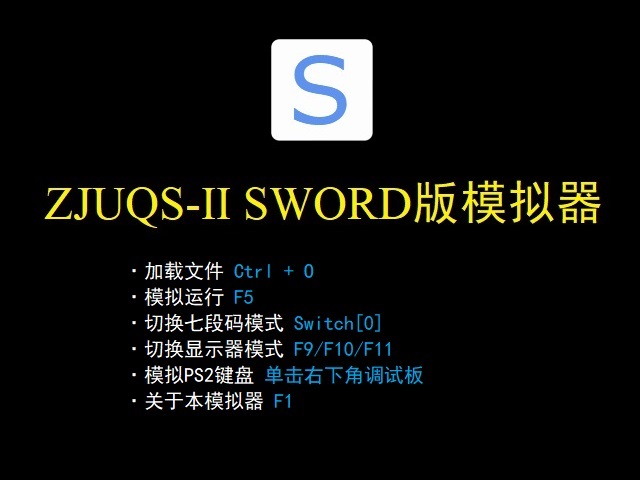 S
ZJUQS-II SWORD版模拟器
·加载文件 Ctrl + O
·模拟运行 F5
·切换七段码模式 Switch[0]
·切换显示器模式 F9/F10/F11
·模拟PS2键盘 单击右下角调试板
·关于本模拟器 F1